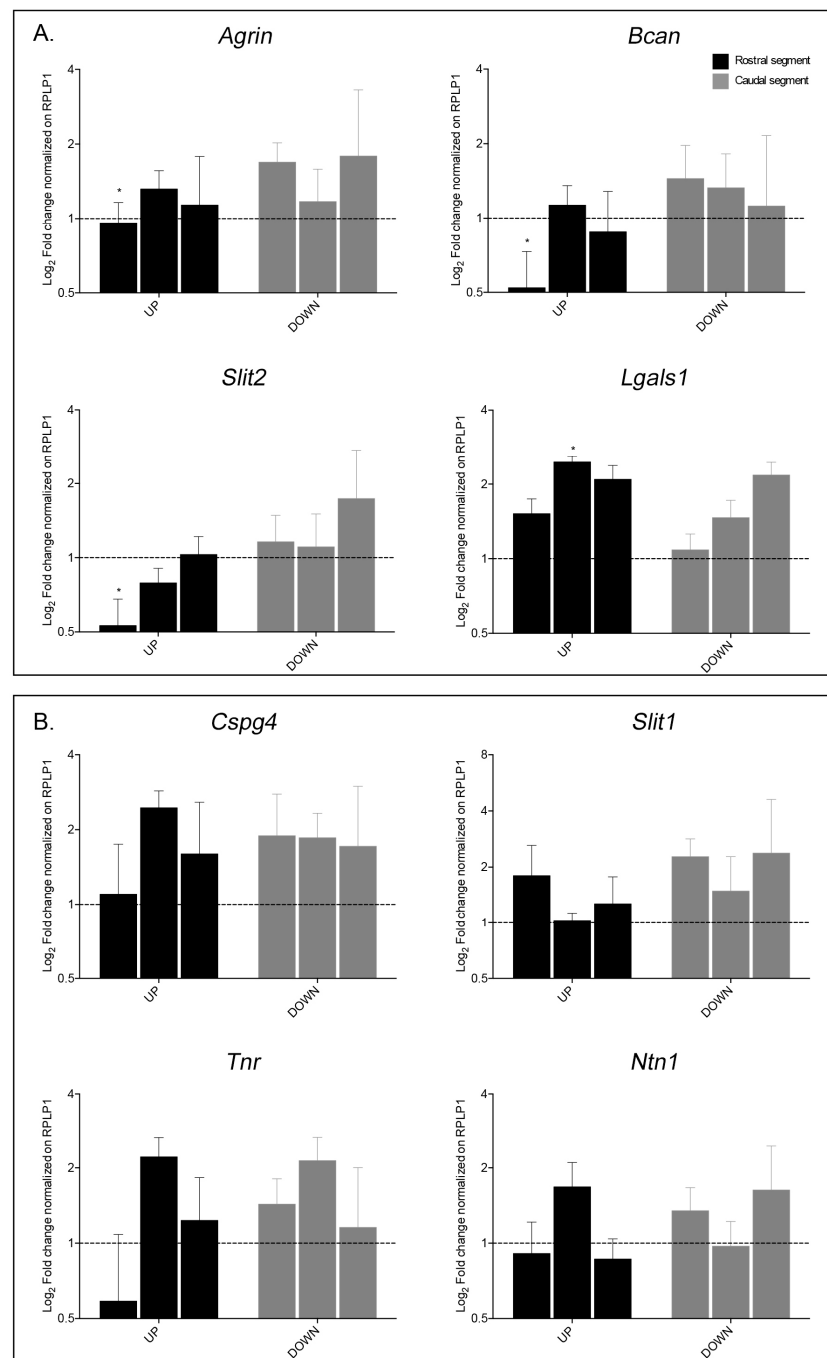 A.
Agrin
Log2 Fold change normalized on RPLP1
4
2
1
0.5
*
UP
DOWN
Bcan
Rostral segment
Caudal segment
Log2 Fold change normalized on RPLP1
4
2
1
0.5
*
UP
DOWN
Slit2
Log2 Fold change normalized on RPLP1
4
2
1
0.5
*
UP
DOWN
Lgals1
Log2 Fold change normalized on RPLP1
4
2
1
0.5
*
UP
DOWN
B.
Cspg4
Log2 Fold change normalized on RPLP1
4
2
1
0.5
UP
DOWN
Slit1
Log2 Fold change normalized on RPLP1
8
4
2
1
0.5
UP
DOWN
Tnr
Log2 Fold change normalized on RPLP1
4
2
1
0.5
UP
DOWN
Ntn1
Log2 Fold change normalized on RPLP1
4
2
1
0.5
UP
DOWN